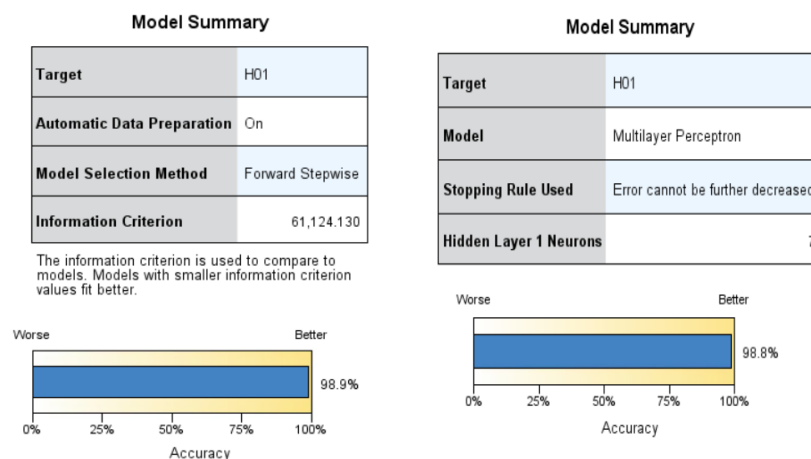 Model Summary
Target H01
Automatic Data Preparation On
Model Selection Method Forward Stepwise
Information Criterion 61,124.130
The information criterion is used to compare to
models. Models with smaller information criterion
values fit better.
Worse Better
98.9%
0% 25% 50% 75% 100%
Accuracy
Model Summary
Target H01
Model Multilayer Perceptron
Stopping Rule Used Error cannot be further decreased
Hidden Layer 1 Neurons
Worse Better
98.8%
0% 25% 50% 75% 100%
Accuracy